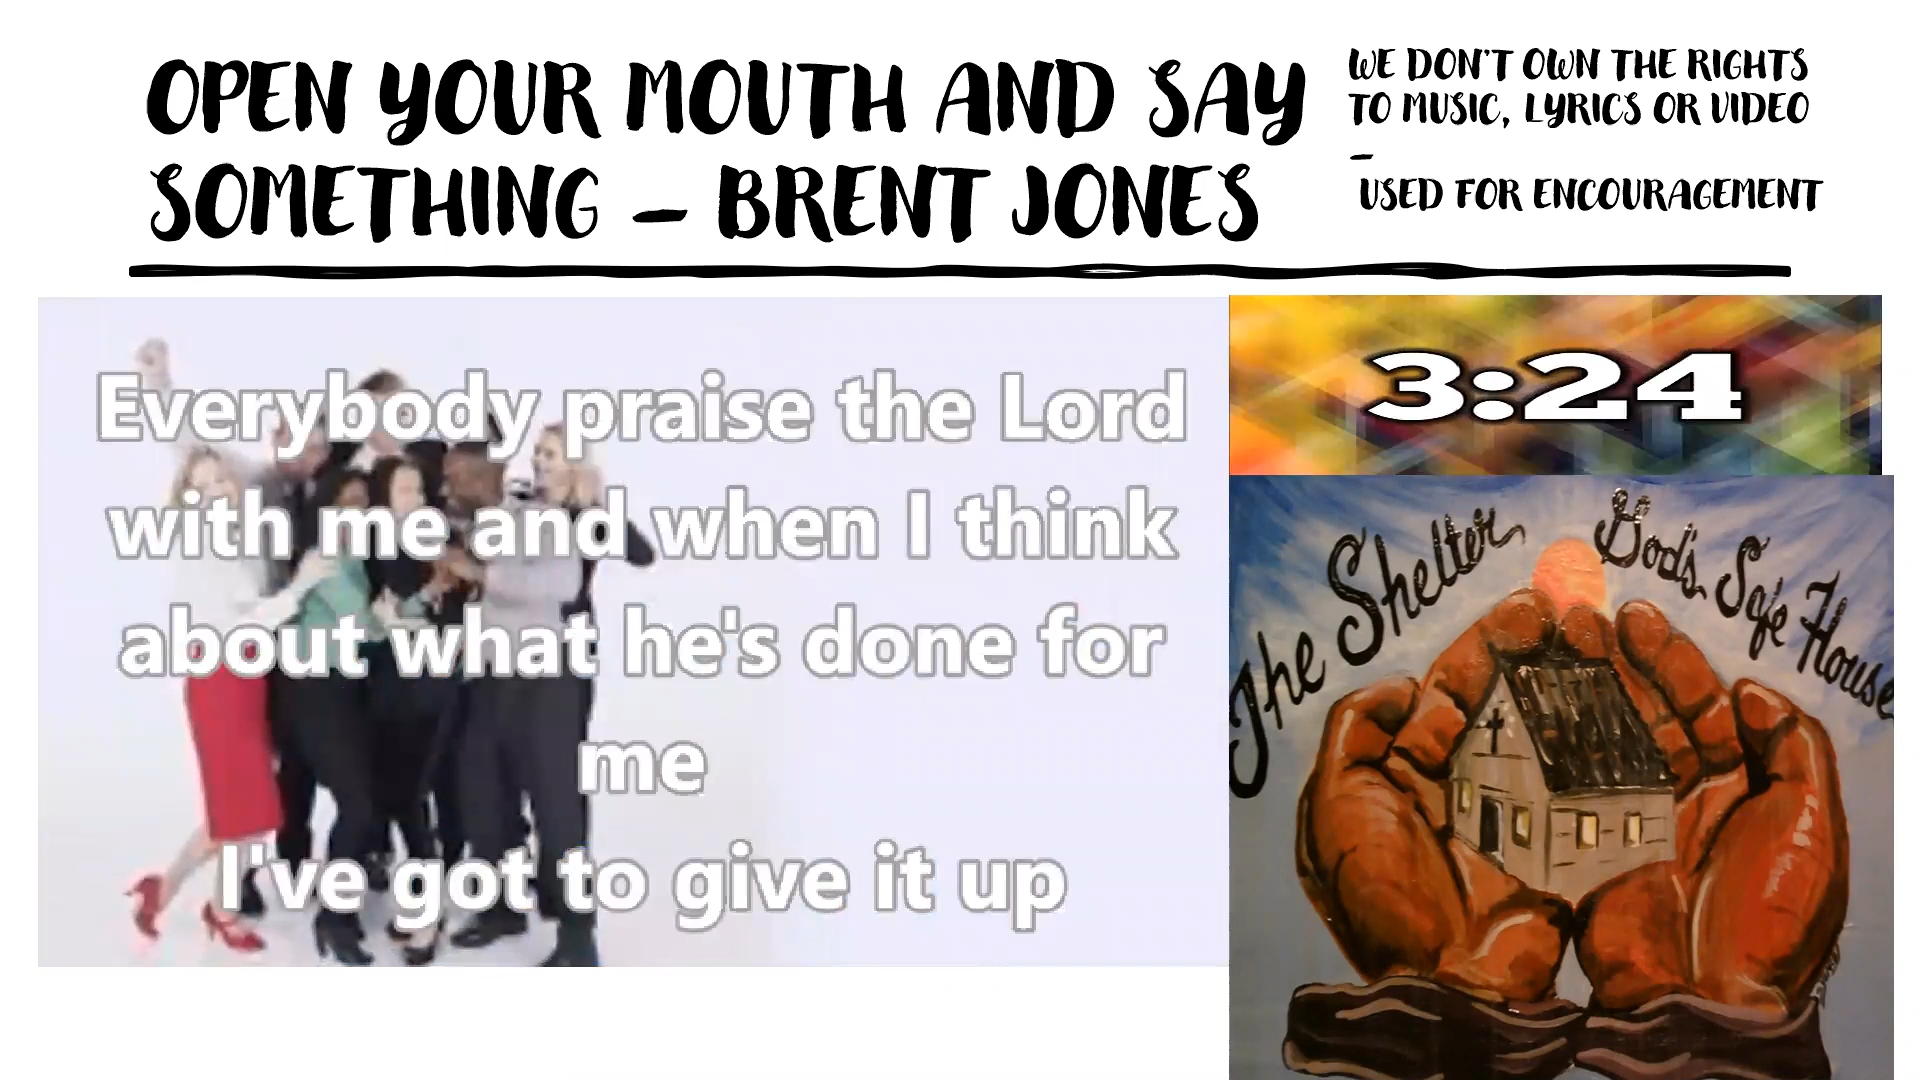 OPEN YOUR MOUTH AND SAY
SOMETHING – BRENT JONES
WE DON'T OWN THE RIGHTS
TO MUSIC, LYRICS OR VIDEO
–
USED FOR ENCOURAGEMENT
Everybody praise the Lord
with me and when I think
about what he's done for
me
I've got to give it up
3:24
The Shelter God's Safe House